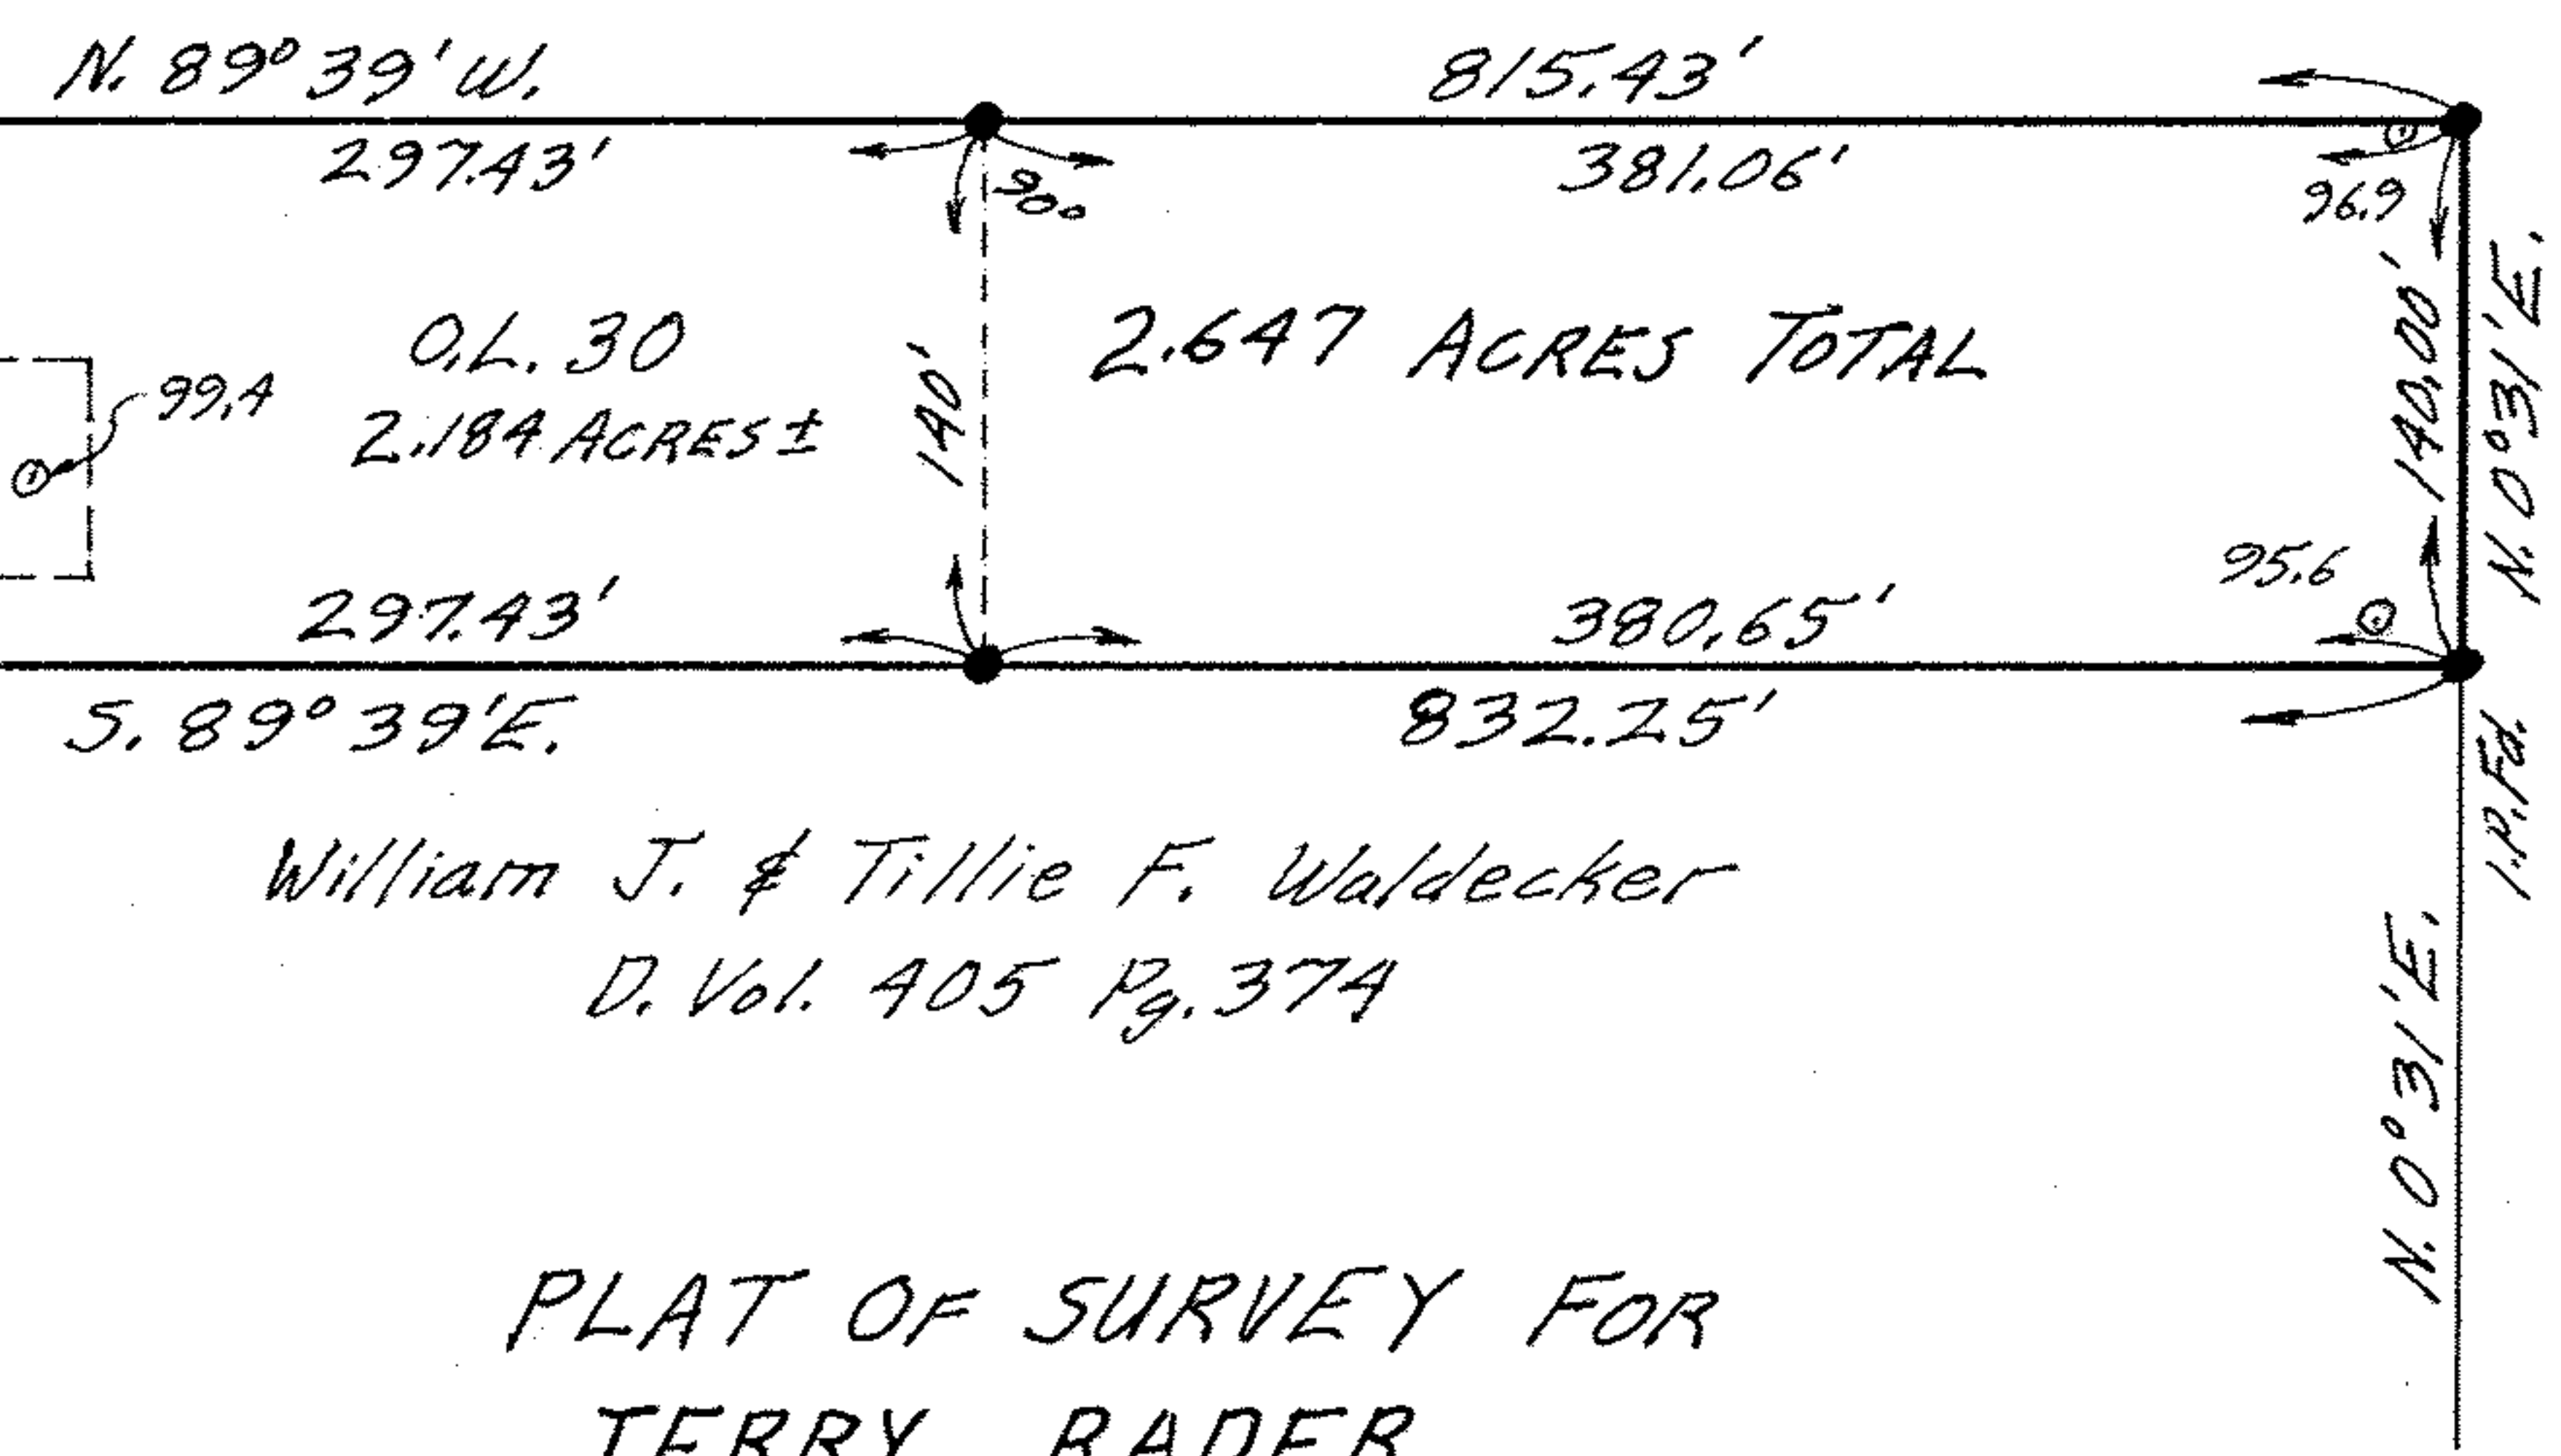 N. 89° 39' W.
815.43'
297.43'
381.06'
90°
96.9
O.L. 30
2.184 ACRES ±
99.4
140'
2.647 ACRES TOTAL
140.00'
N. 0° 31' E.
95.6
297.43'
380.65'
S. 89° 39' E.
832.25'
I.P. Fd.
William J. & Tillie F. Waldecker
D. Vol. 405 Pg. 374
N. 0° 31' E.
PLAT OF SURVEY FOR
TERRY RADER